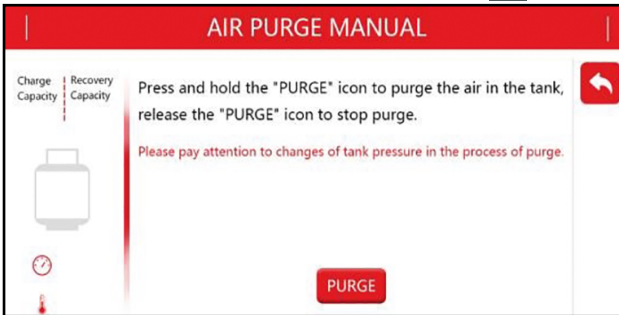 AIR PURGE MANUAL
Charge Capacity
Recovery Capacity
Press and hold the "PURGE" icon to purge the air in the tank,
release the "PURGE" icon to stop purge.
Please pay attention to changes of tank pressure in the process of purge.
PURGE